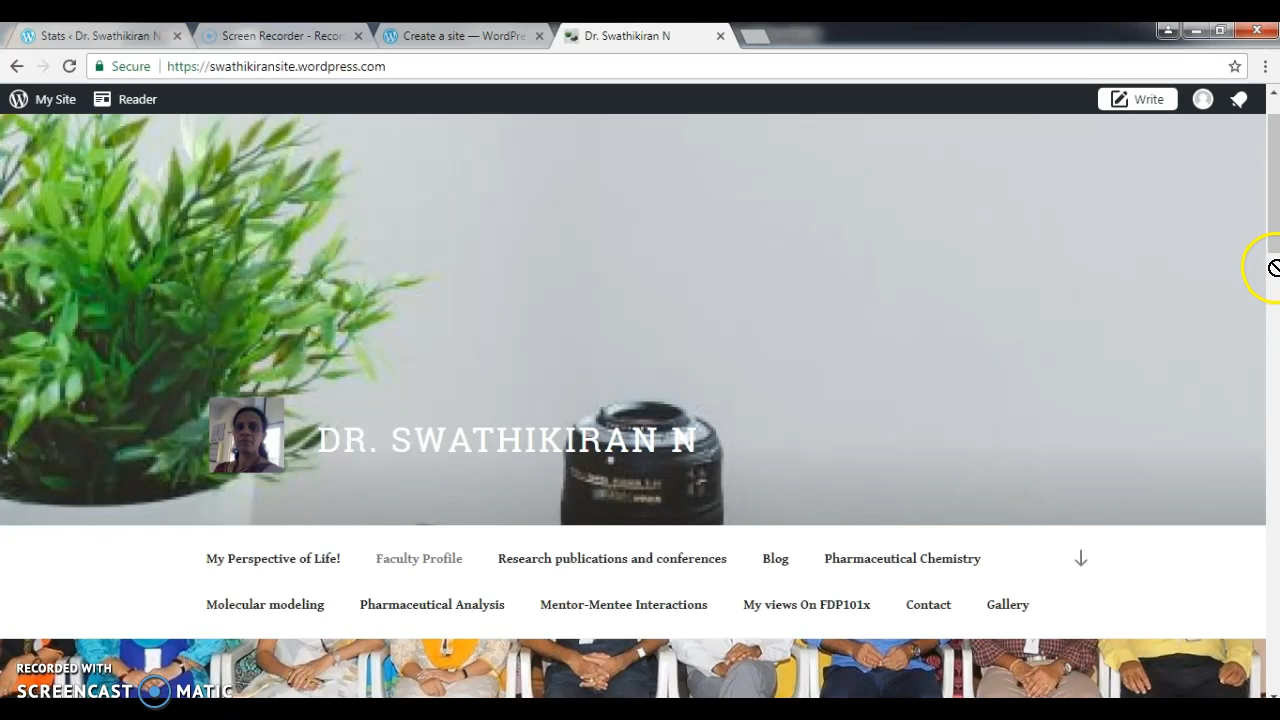 Stats ‹ Dr. Swathikiran N
Screen Recorder - Recor
Create a site — WordPre
Dr. Swathikiran N
Secure
https://swathikiransite.wordpress.com
My Site
Reader
Write
DR. SWATHIKIRAN N
My Perspective of Life!
Faculty Profile
Research publications and conferences
Blog
Pharmaceutical Chemistry
Molecular modeling
Pharmaceutical Analysis
Mentor-Mentee Interactions
My views On FDP101x
Contact
Gallery
RECORDED WITH
SCREENCAST MATIC